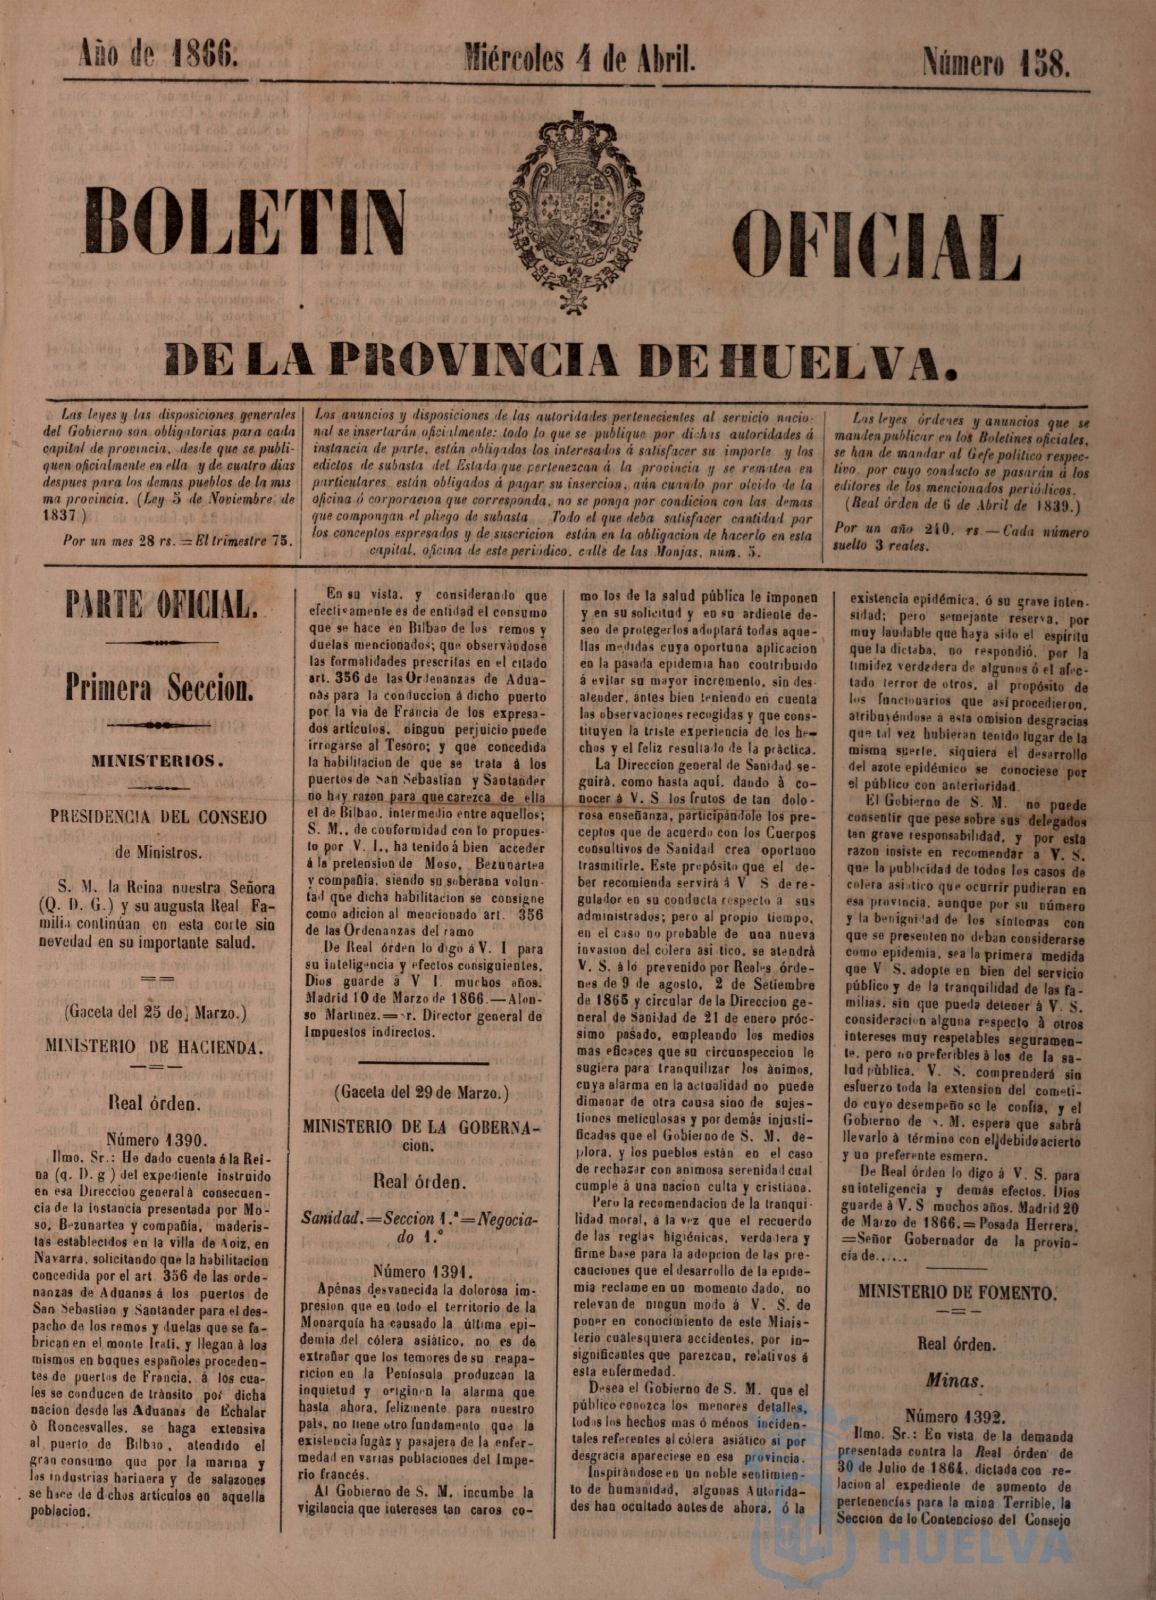 Año de 1866.
Miércoles 4 de Abril.
Número 158.
BOLETIN OFICIAL
DE LA PROVINCIA DE HUELVA.
Las leyes y las disposiciones generales
del Gobierno son obligatorias para cada
capital de provincia, desde que se publi-
quen oficialmente en ella y de cuatro dias
despues para los demas pueblos de la mis
ma provincia. (Ley 5 de Noviembre de
1837.)
Por un mes 28 rs.=El trimestre 75.
Los anuncios y disposiciones de las autoridades pertenecientes al servicio nacio-
nal se insertarán oficialmente: todo lo que se publique por dichas autoridades á
instancia de parte, están obligados los interesados á satisfacer su importe y los
edictos de subasta del Estado que pertenezcan á la provincia y se rematen en
particulares están obligados á pagar su insercion, aún cuando por olvido de la
oficina ó corporacion que corresponda, no se ponga por condicion con las demas
que compongan el pliego de subasta. Todo el que deba satisfacer cantidad por
los conceptos espresados y de suscricion están en la obligacion de hacerlo en esta
capital, oficina de este periódico, calle de las Monjas, núm. 5.
Las leyes órdenes y anuncios que se
manden publicar en los Boletines oficiales,
se han de mandar al Gefe político respec-
tivo, por cuyo conducto se pasarán á los
editores de los mencionados periódicos.
(Real órden de 6 de Abril de 1839.)
Por un año 210. rs.—Cada número
suelto 3 reales.
PARTE OFICIAL.
Primera Seccion.
MINISTERIOS.
PRESIDENCIA DEL CONSEJO
de Ministros.
S. M. la Reina nuestra Señora
(Q. D. G.) y su augusta Real Fa-
milia continúan en esta corte sin
novedad en su importante salud.
(Gaceta del 25 de Marzo.)
MINISTERIO DE HACIENDA.
Real órden.
Número 1390.
Ilmo. Sr.: He dado cuenta á la Rei-
na (q. D. g) del expediente instruido
en esa Direccion general à consecuen-
cia de la instancia presentada por Mo-
so, Bezunartea y compañia, maderis-
tas establecidos en la villa de Aoiz, en
Navarra, solicitando que la habilitacion
concedida por el art. 356 de las orde-
nanzas de Aduanas á los puertos de
San Sebastian y Santander para el des-
pacho de los remos y duelas que se fa-
brican en el monte Irati, y llegan à los
mismos en buques españoles proceden-
tes de puertos de Francia, á los cua-
les se conducen de tránsito por dicha
nacion desde las Aduanas de Echalar
ò Roncesvalles, se haga extensiva
al puerto de Bilbao, atendido el
gran consumo que por la marina y
las industrias harinera y de salazones
se hace de dichos articulos en aquella
poblacion.
En su vista, y considerando que
efectivamente es de entidad el consumo
que se hace en Bilbao de los remos y
duelas mencionados; que observándose
las formalidades prescritas en el citado
art. 356 de las Ordenanzas de Adua-
nas para la conduccion á dicho puerto
por la via de Francia de los expresa-
dos artículos, ningun perjuicio puede
irrogarse al Tesoro; y que concedida
la habilitacion de que se trata á los
puertos de San Sebastian y Santander
no hay razon para que carezca de ella
el de Bilbao, intermedio entre aquellos;
S. M., de conformidad con lo propues-
to por V. I., ha tenido á bien acceder
á la pretension de Moso, Bezunartea
y compañia, siendo su soberana volun-
tad que dicha habilitacion se consigne
como adicion al mencionado art. 356
de las Ordenanzas del ramo
De Real órden lo digo á V. I para
su inteligencia y efectos consiguientes.
Dios guarde á V I. muchos años.
Madrid 10 de Marzo de 1866.—Alon-
so Martinez.=Sr. Director general de
Impuestos indirectos.
(Gaceta del 29 de Marzo.)
MINISTERIO DE LA GOBERNA-
cion.
Real órden.
Sanidad.=Seccion 1.ª=Negocia-
do 1.º
Número 1391.
Apénas desvanecida la dolorosa im-
presion que en todo el territorio de la
Monarquía ha causado la última epi-
demia del cólera asiático, no es de
extrañar que los temores de su reapa-
ricion en la Península produzcan la
inquietud y originen la alarma que
hasta ahora, felizmente para nuestro
pais, no tiene otro fundamento que la
existencia fugáz y pasajera de la enfer-
medad en varias poblaciones del Impe-
rio francés.
Al Gobierno de S. M. incumbe la
vigilancia que intereses tan caros co-
mo los de la salud pública le imponen
y en su solicitud y en su ardiente de-
seo de protegerlos adoptará todas aque-
llas medidas cuya oportuna aplicacion
en la pasada epidemia han contribuido
á evitar su mayor incremento, sin des-
atender, ántes bien teniendo en cuenta
las observaciones recogidas y que cons-
tituyen la triste experiencia de los he-
chos y el feliz resultado de la práctica.
La Direccion general de Sanidad se-
guirá, como hasta aquí, dando á co-
nocer á V. S los frutos de tan dolo-
rosa enseñanza, participándole los pre-
ceptos que de acuerdo con los Cuerpos
consultivos de Sanidad crea oportuno
trasmitirle. Este propósito que el de-
ber recomienda servirá á V S de re-
gulador en su conducta respecto a sus
administrados; pero al propio tiempo,
en el caso no probable de una nueva
invasion del cólera asi tico, se atendrá
V. S. á lo prevenido por Reales órde-
nes de 9 de agosto, 2 de Setiembre
de 1865 y circular de la Direccion ge-
neral de Sanidad de 21 de enero próc-
simo pasado, empleando los medios
mas eficaces que su circunspeccion le
sugiera para tranquilizar los ànimos,
cuya alarma en la actualidad no puede
dimanar de otra causa sino de sujes-
tiones meticulosas y por demás injusti-
ficadas que el Gobierno de S. M. de-
plora, y los pueblos están en el caso
de rechazar con animosa serenidad cual
cumple á una nacion culta y cristiana.
Pero la recomendacion de la tranqui-
lidad moral, á la vez que el recuerdo
de las reglas higiénicas, verdadera y
firme base para la adopcion de las pre-
canciones que el desarrollo de la epide-
mia reclame en un momento dado, no
relevan de ningun modo á V. S. de
poner en conocimiento de este Minis-
terio cualesquiera accidentes, por in-
significantes que parezcan, relativos á
esta enfermedad.
Desea el Gobierno de S. M. que el
público conozca los menores detalles,
todos los hechos mas ó ménos inciden-
tales referentes al cólera asiático si por
desgracia apareciese en esa provincia.
Inspirándose en un noble sentimien-
to de humanidad, algunas Autorida-
des han ocultado antes de ahora, ó la
existencia epidémica, ó su grave inten-
sidad; pero semejante reserva, por
muy laudable que haya sido el espíritu
que la dictaba, no respondió, por la
timidez verdadera de algunos ó el afec-
tado terror de otros, al propósito de
los funcionarios que así procedieron,
atribuyéndose á esta omision desgracias
que tal vez hubieran tenido lugar de la
misma suerte, siquiera el desarrollo
del azote epidémico se conociese por
el público con anterioridad.
El Gobierno de S. M. no puede
consentir que pese sobre sus delegados
tan grave responsabilidad, y por esta
razon insiste en recomendar a V. S.
que la publicidad de todos los casos de
colera asiatico que ocurrir pudieran en
esa provincia, aunque por su número
y la benignidad de los síntomas con
que se presenten no deban considerarse
como epidemia, sea la primera medida
que V S. adopte en bien del servicio
público y de la tranquilidad de las fa-
milias, sin que pueda detener á V. S.
consideracion alguna respecto à otros
intereses muy respetables seguramen-
te, pero no preferibles à los de la sa-
lud pública. V. S. comprenderá sin
esfuerzo toda la extension del cometi-
do cuyo desempeño se le confia, y el
Gobierno de S. M. espera que sabrá
llevarlo à término con el debido acierto
y un preferente esmero.
De Real órden lo digo á V. S. para
su inteligencia y demás efectos. Dios
guarde á V. S muchos años. Madrid 20
de Marzo de 1866.=Posada Herrera.
=Señor Gobernador de la provin-
cia de......
MINISTERIO DE FOMENTO.
Real órden.
Minas.
Número 1392.
Ilmo. Sr.: En vista de la demanda
presentada contra la Real órden de
30 de Julio de 1864, dictada con re-
lacion al expediente de aumento de
pertenencias para la mina Terrible, la
Seccion de lo Contencioso del Consejo
HUELVA